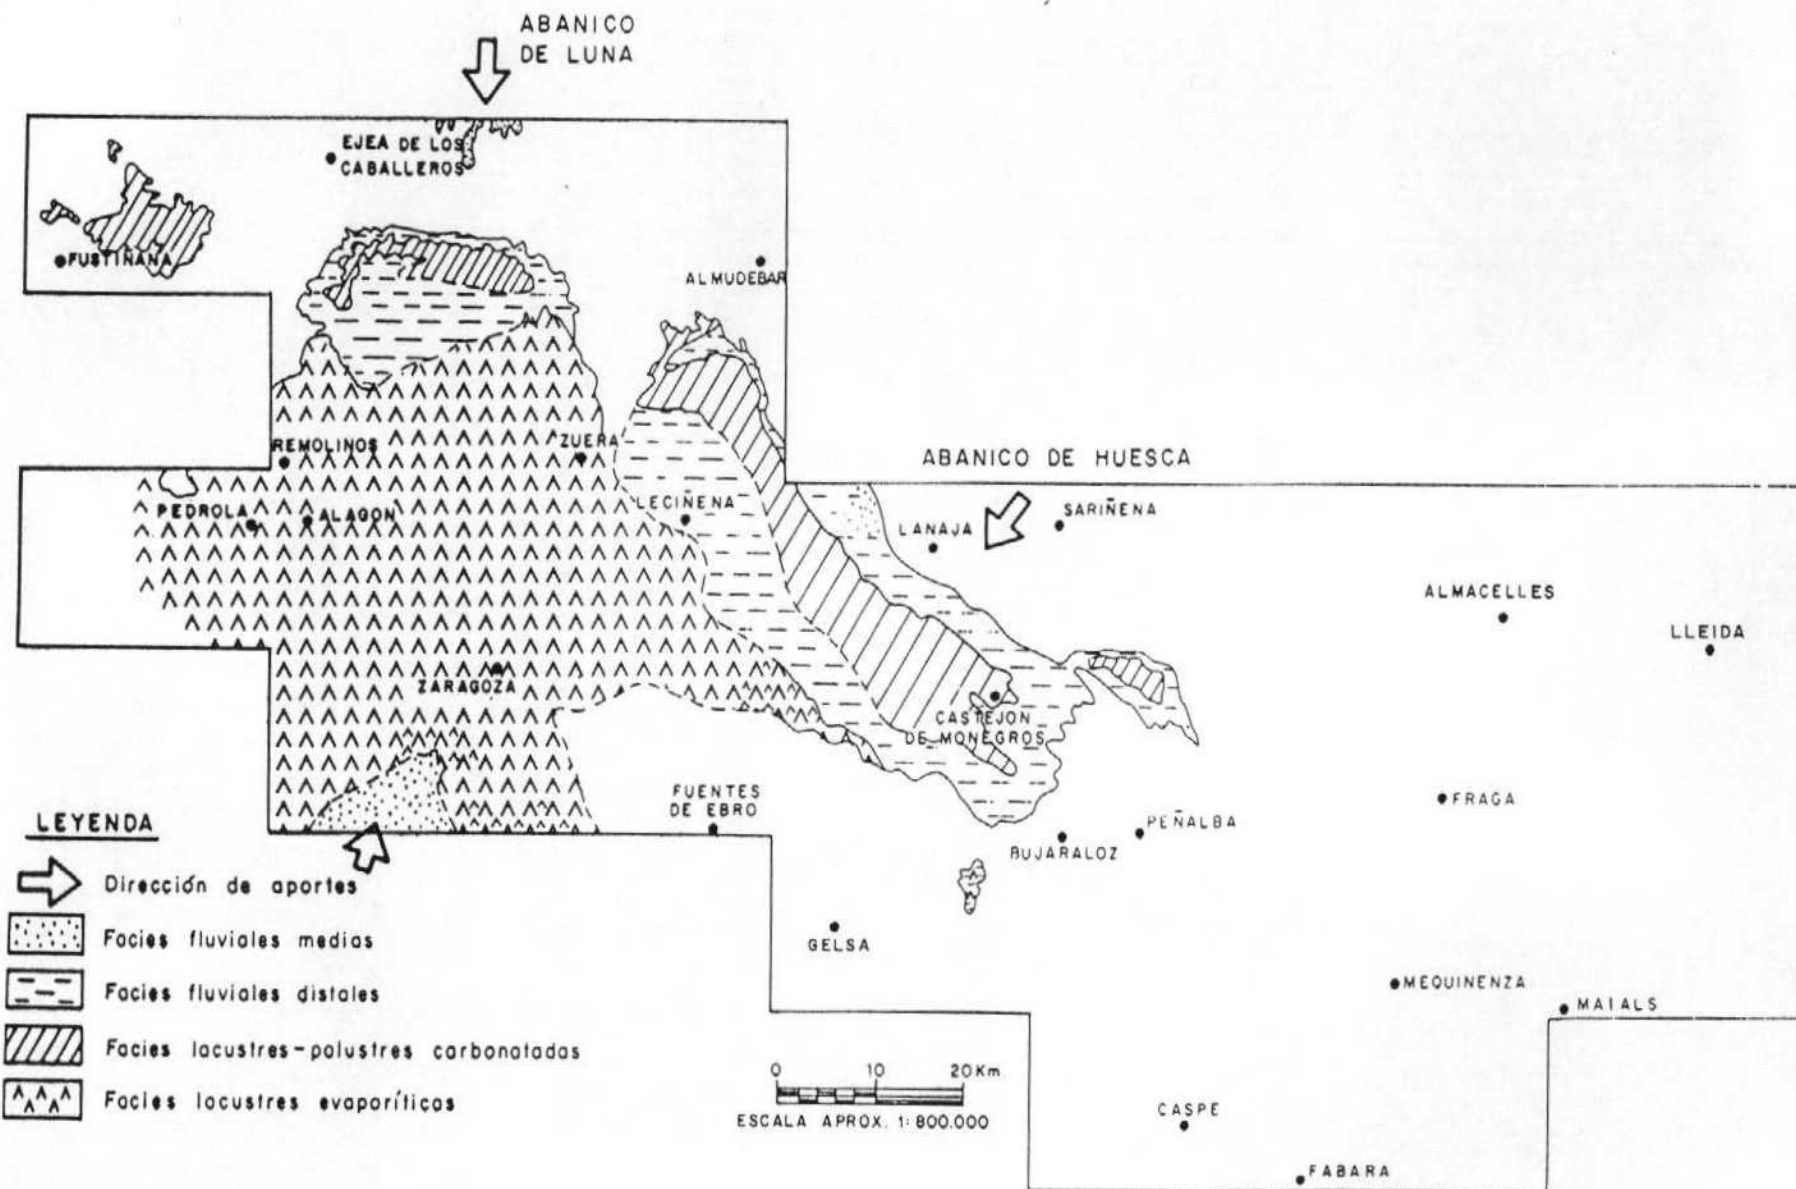 ABANICO
DE LUNA
EJEA DE LOS
CABALLEROS
FUSTIÑANA
ALMUDEBAR
REMOLINOS
ZUERA
ABANICO DE HUESCA
PEDROLA
ALAGON
LECIÑENA
LANAJA
SARIÑENA
ALMACELLES
LLEIDA
ZARAGOZA
CASTEJON
DE MONEGROS
FUENTES
DE EBRO
BUJARALOZ
PEÑALBA
FRAGA
GELSA
MEQUINENZA
MAIALS
CASPE
FABARA
LEYENDA
Dirección de aportes
Facies fluviales medias
Facies fluviales distales
Facies lacustres-palustres carbonatadas
Facies lacustres evaporíticas
0 10 20 Km.
ESCALA APROX. 1:800.000